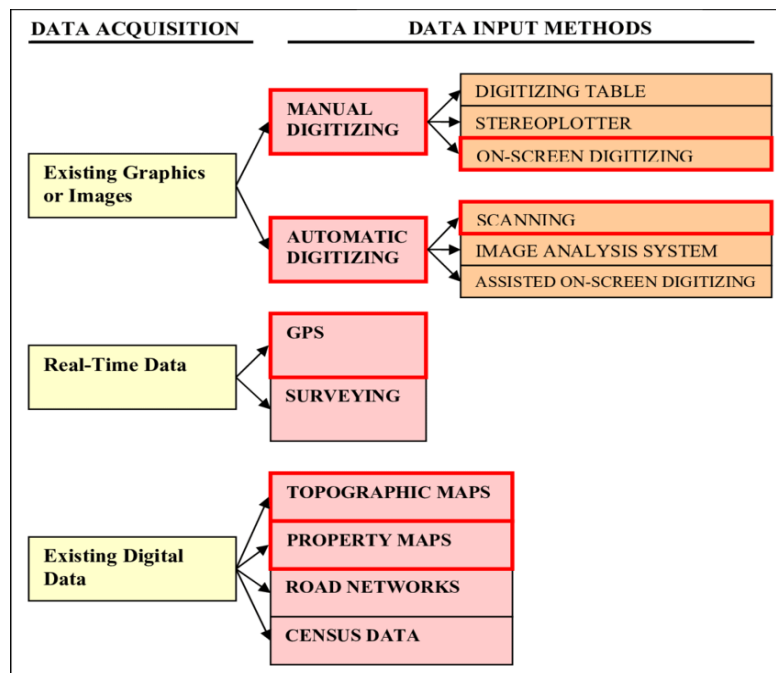 DATA ACQUISITION
DATA INPUT METHODS
Existing Graphics
or Images
MANUAL
DIGITIZING
DIGITIZING TABLE
STEREOPLOTTER
ON-SCREEN DIGITIZING
AUTOMATIC
DIGITIZING
SCANNING
IMAGE ANALYSIS SYSTEM
ASSISTED ON-SCREEN DIGITIZING
Real-Time Data
GPS
SURVEYING
Existing Digital
Data
TOPOGRAPHIC MAPS
PROPERTY MAPS
ROAD NETWORKS
CENSUS DATA